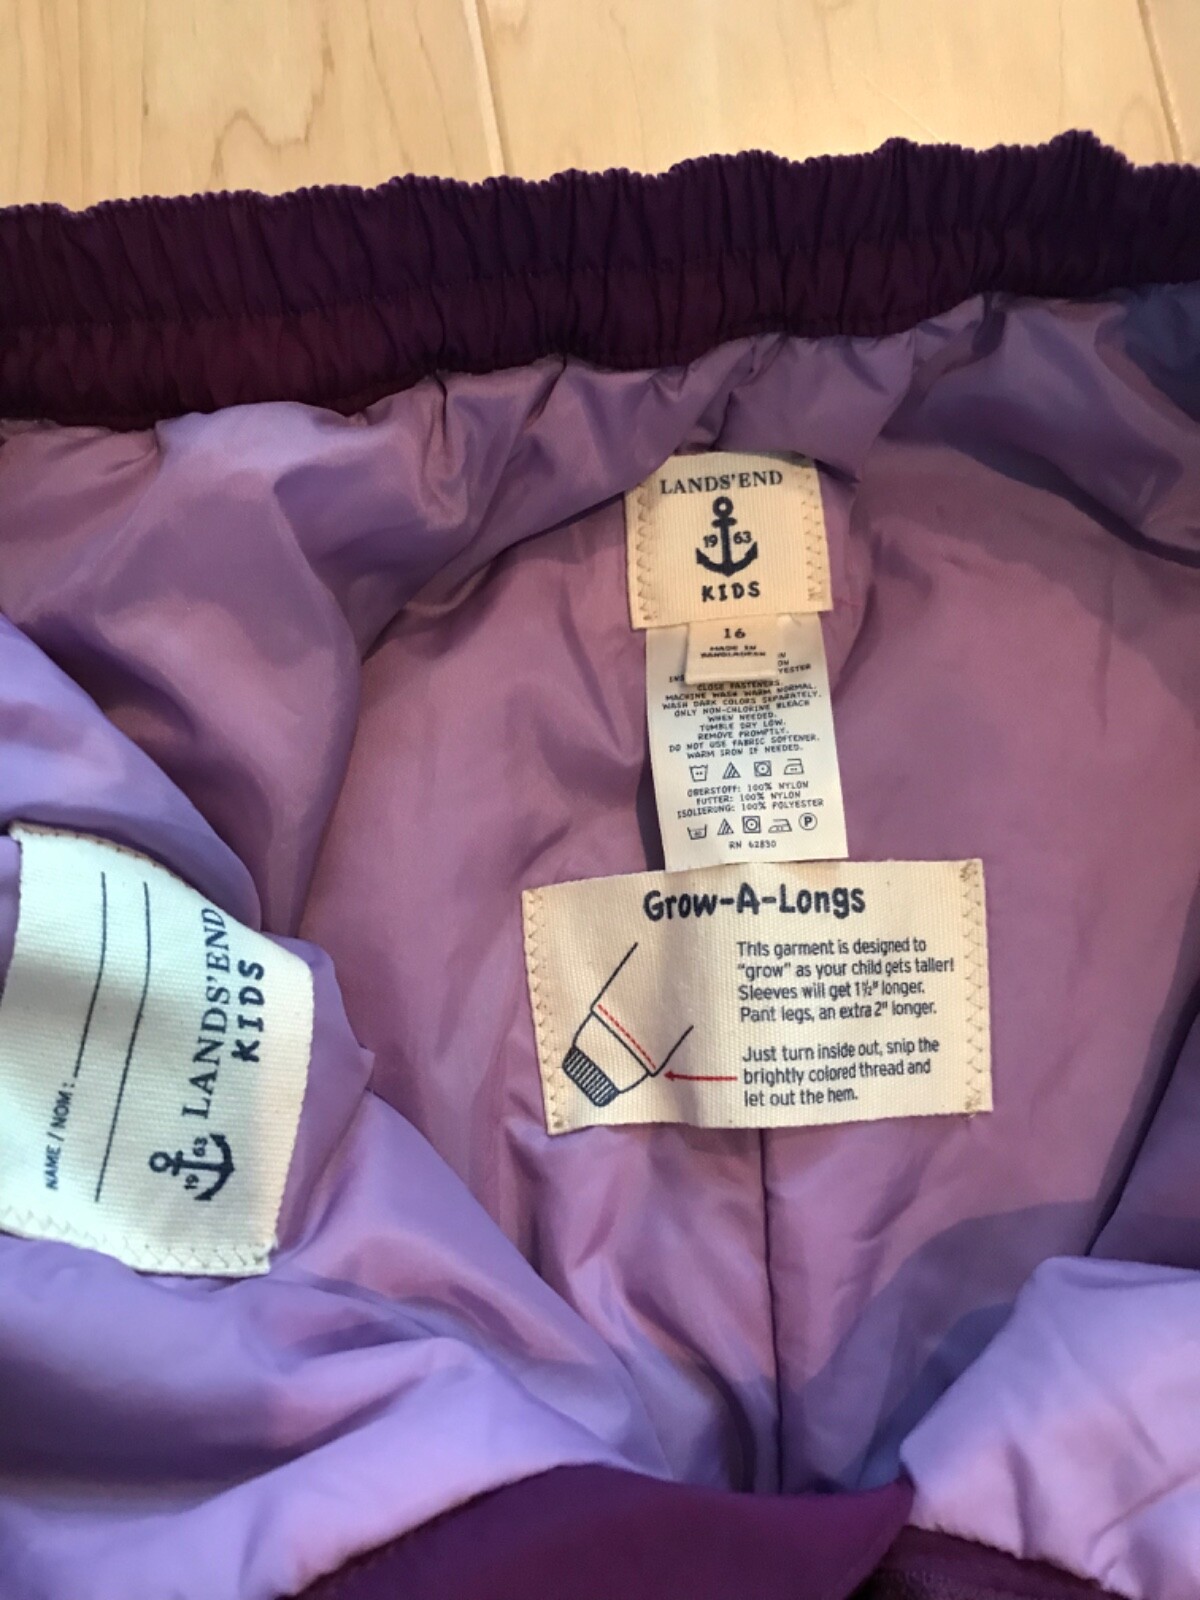 LANDS' END
19 63
KIDS
16
MADE IN
BANGLADESH
CLOSE FASTENERS.
MACHINE WASH WARM NORMAL.
WASH DARK COLORS SEPARATELY.
ONLY NON-CHLORINE BLEACH
WHEN NEEDED.
TUMBLE DRY LOW.
REMOVE PROMPTLY.
DO NOT USE FABRIC SOFTENER.
WARM IRON IF NEEDED.
OBERSTOFF: 100% NYLON
FUTTER: 100% NYLON
ISOLIERUNG: 100% POLYESTER
P
RN 62830
Grow-A-Longs
This garment is designed to
"grow" as your child gets taller!
Sleeves will get 1½" longer.
Pant legs, an extra 2" longer.
Just turn inside out, snip the
brightly colored thread and
let out the hem.
NAME / NOM:
19 63
LANDS' END
KIDS